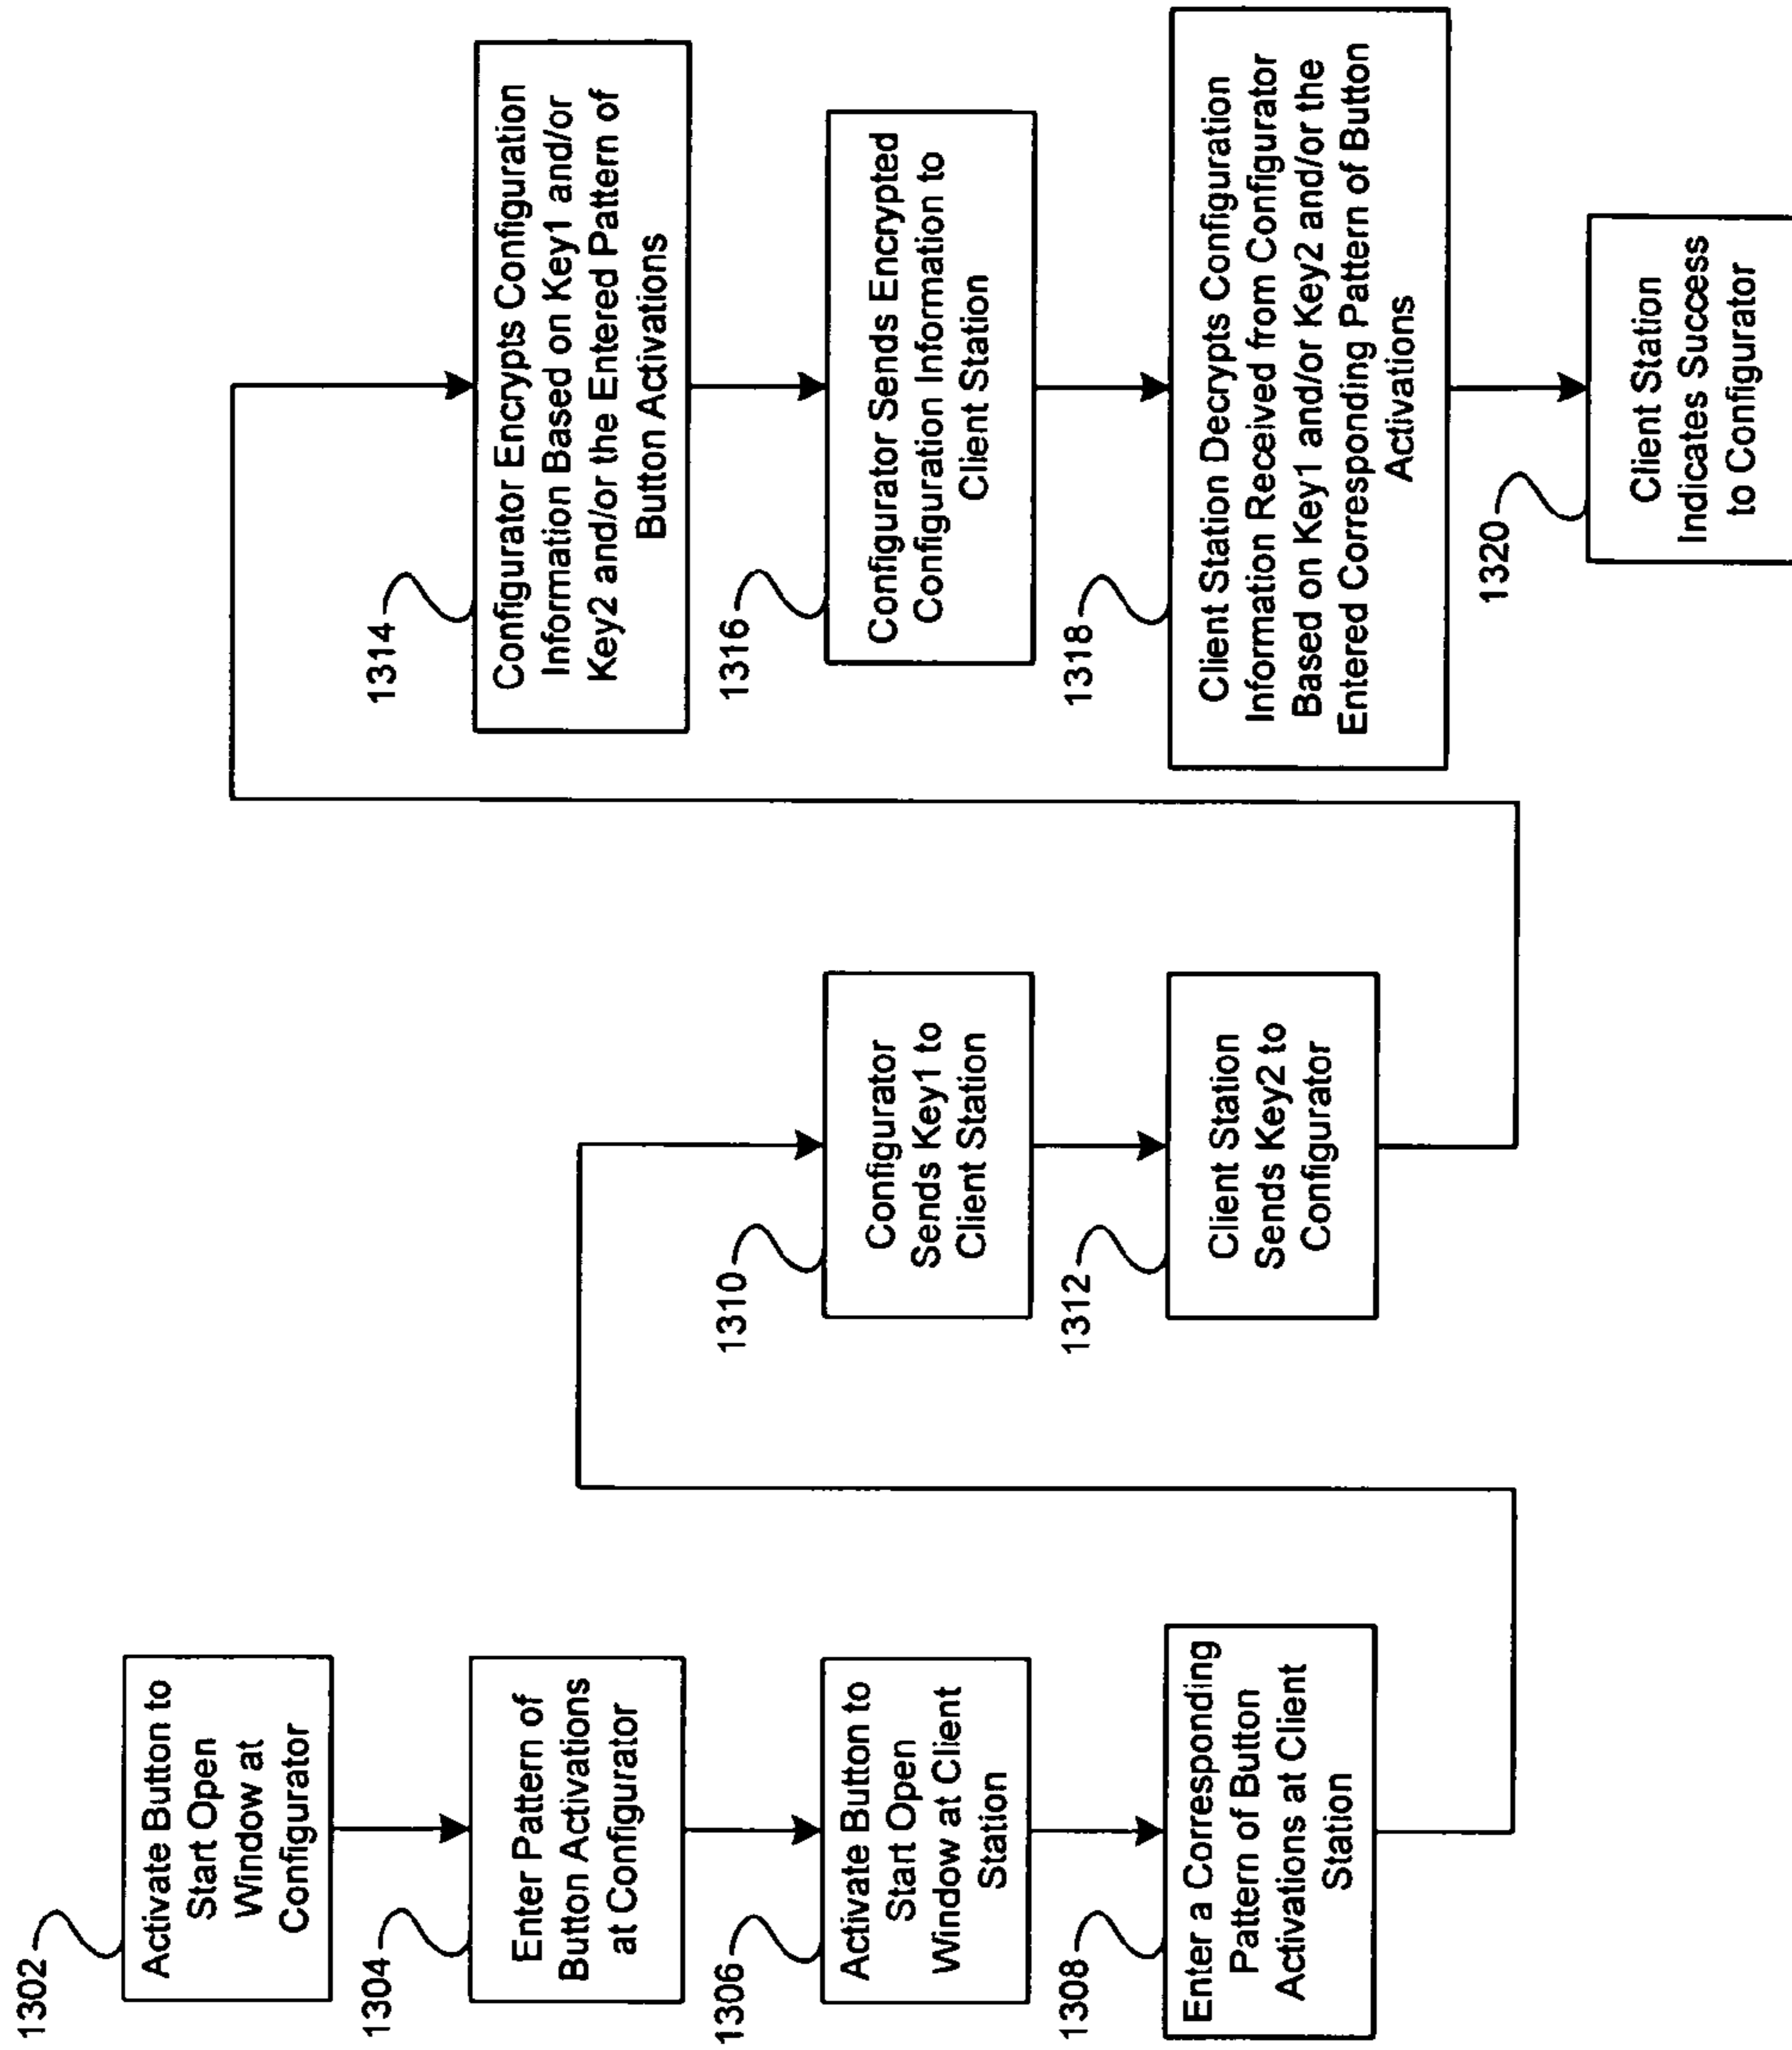 1302
Activate Button to
Start Open
Window at
Configurator
1304
Enter Pattern of
Button Activations
at Configurator
1306
Activate Button to
Start Open
Window at Client
Station
1308
Enter a Corresponding
Pattern of Button
Activations at Client
Station
1310
Configurator
Sends Key1 to
Client Station
1312
Client Station
Sends Key2 to
Configurator
1314
Configurator Encrypts Configuration
Information Based on Key1 and/or
Key2 and/or the Entered Pattern of
Button Activations
1316
Configurator Sends Encrypted
Configuration Information to
Client Station
1318
Client Station Decrypts Configuration
Information Received from Configurator
Based on Key1 and/or Key2 and/or the
Entered Corresponding Pattern of Button
Activations
1320
Client Station
Indicates Success
to Configurator